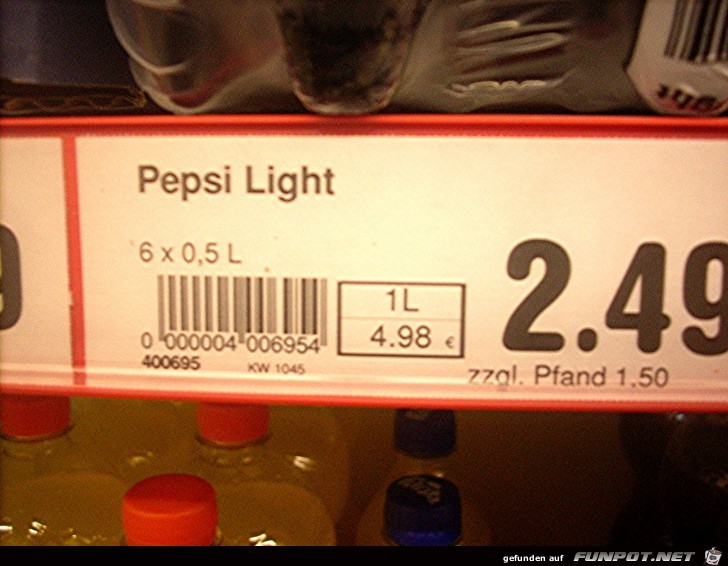 Pepsi Light
6 x 0,5 L
1L
4.98 €
2.49
0 000004 006954
400695
KW 1045
zzgl. Pfand 1.50
gefunden auf FUNPOT.NET